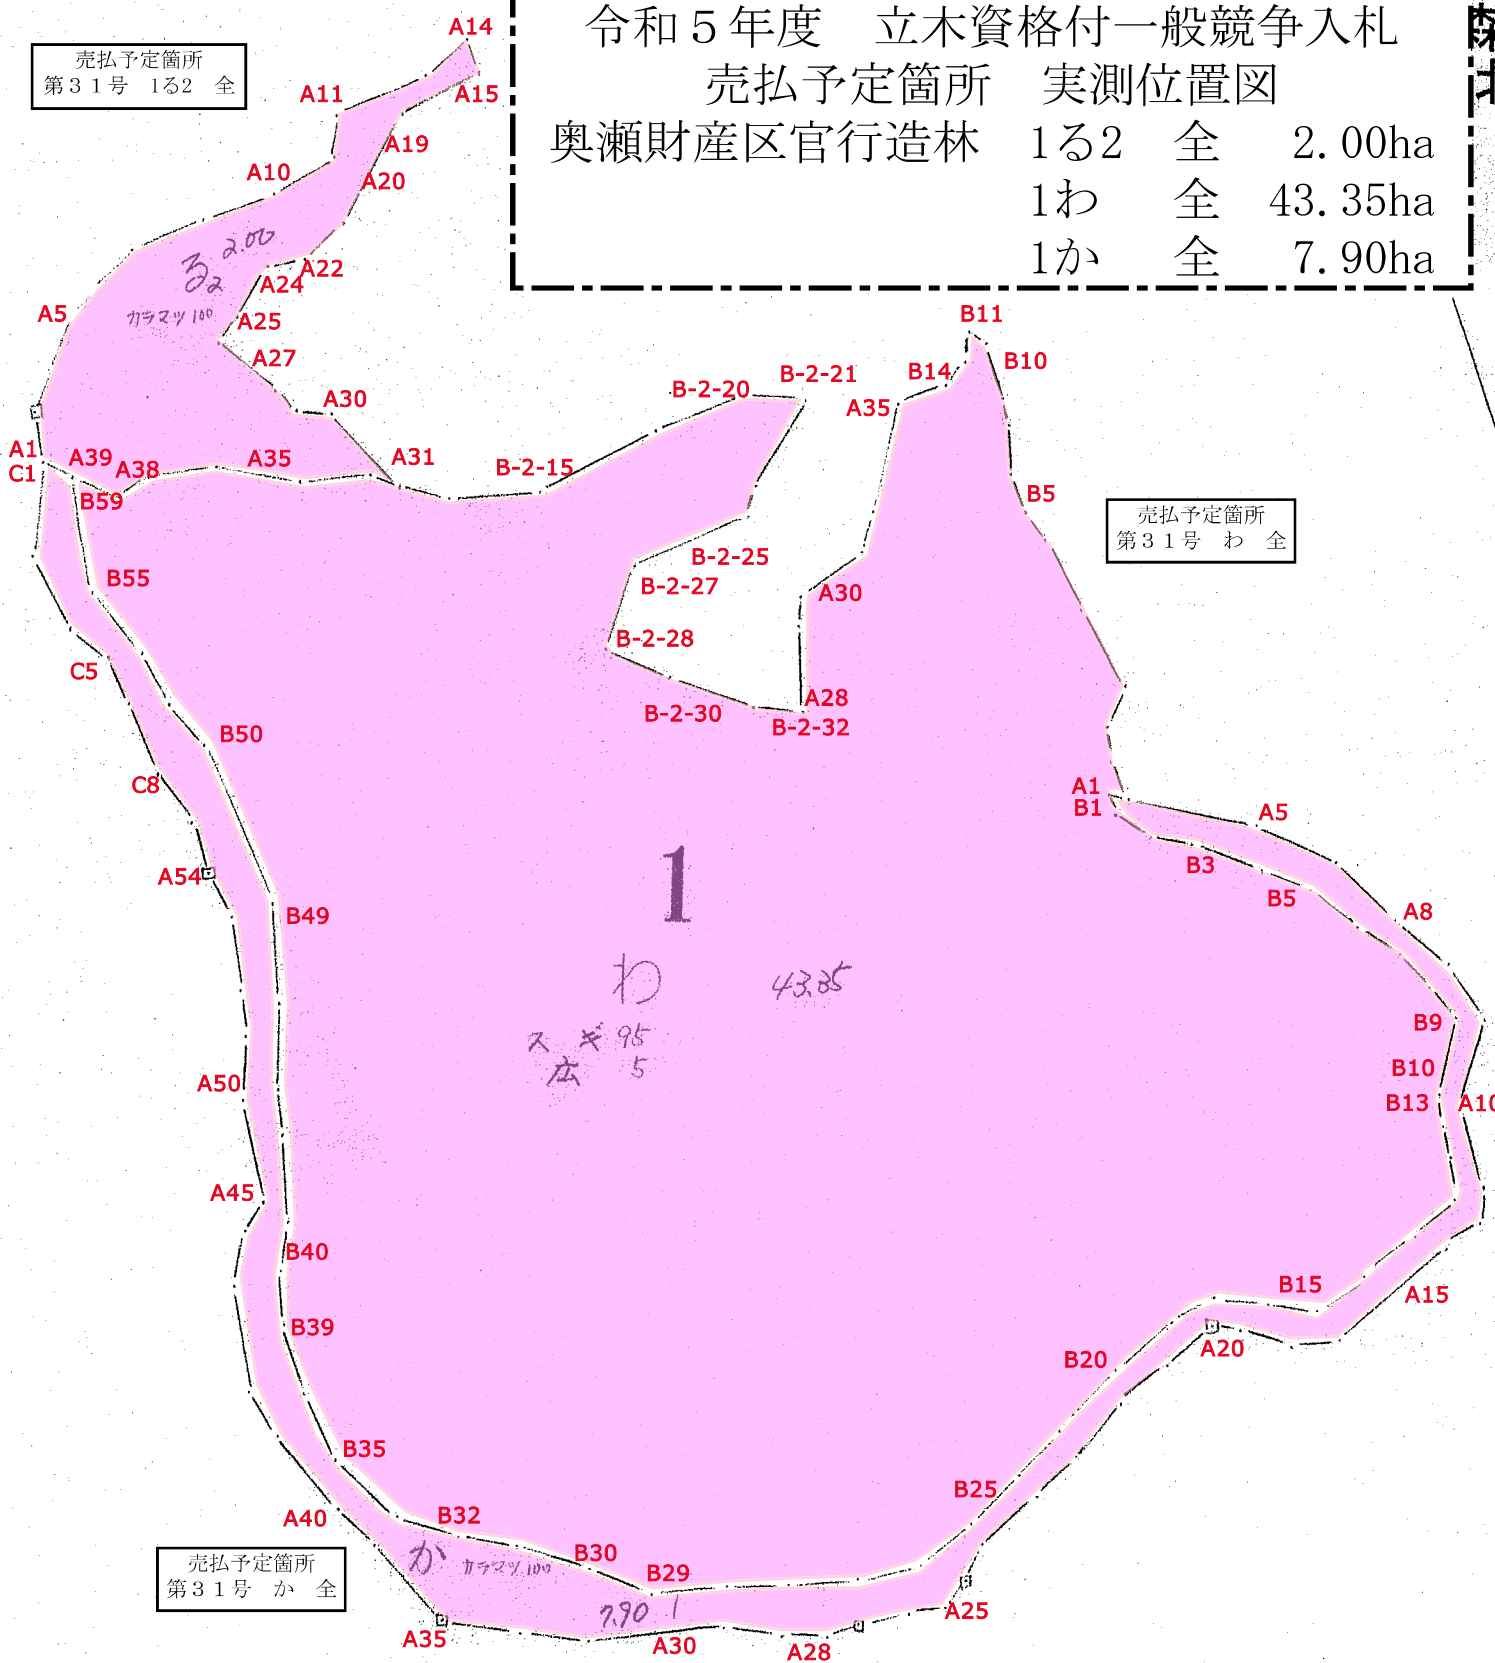 令和５年度　立木資格付一般競争入札
売払予定箇所　実測位置図
奥瀬財産区官行造林　1る2　全　2.00ha
1わ　全　43.35ha
1か　全　7.90ha
売払予定箇所
第３１号　1る2　全
A14
A15
A11
A19
A10
A20
2.00
る2
A22
A24
カラマツ 100
A5
A25
A27
A30
A1
C1
A39
A38
A35
A31
B59
B-2-15
B-2-20
B-2-21
A35
B14
B11
B10
B5
売払予定箇所
第３１号　わ　全
B-2-25
B-2-27
A30
B55
B-2-28
C5
A28
B-2-30
B-2-32
B50
C8
A1
B1
A5
B3
B5
A54
1
A8
B49
わ　43.35
スギ 95
広　5
B9
B10
B13
A10
A50
A45
B40
B15
A15
B39
A20
B20
B35
B25
A40
B32
か　カラマツ 100
B30
B29
売払予定箇所
第３１号　か　全
7.90
A25
A35
A30
A28